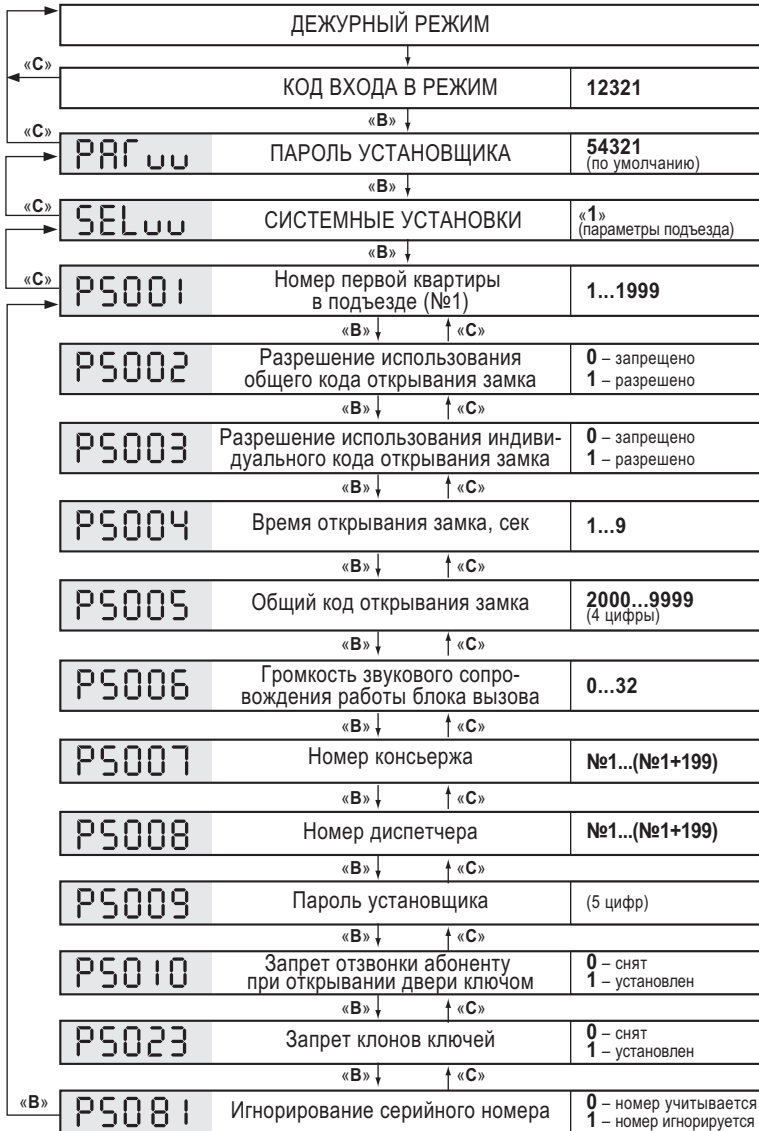 ДЕЖУРНЫЙ РЕЖИМ
«С»
КОД ВХОДА В РЕЖИМ 12321
«В»
«С»
РАГ ПАРОЛЬ УСТАНОВЩИКА 54321
(по умолчанию)
«В»
«С»
SEL СИСТЕМНЫЕ УСТАНОВКИ «1»
(параметры подъезда)
«В»
«С»
PS001 Номер первой квартиры
в подъезде (№1) 1...1999
«В» «С»
PS002 Разрешение использования
общего кода открывания замка
0 – запрещено
1 – разрешено
«В» «С»
PS003 Разрешение использования индиви-
дуального кода открывания замка
0 – запрещено
1 – разрешено
«В» «С»
PS004 Время открывания замка, сек 1...9
«В» «С»
PS005 Общий код открывания замка 2000...9999
(4 цифры)
«В» «С»
PS006 Громкость звукового сопро-
вождения работы блока вызова 0...32
«В» «С»
PS007 Номер консьержа №1...(№1+199)
«В» «С»
PS008 Номер диспетчера №1...(№1+199)
«В» «С»
PS009 Пароль установщика (5 цифр)
«В» «С»
PS010 Запрет отзвонки абоненту
при открывании двери ключом
0 – снят
1 – установлен
«В» «С»
PS023 Запрет клонов ключей
0 – снят
1 – установлен
«В» «С»
«В»
PS081 Игнорирование серийного номера
0 – номер учитывается
1 – номер игнорируется